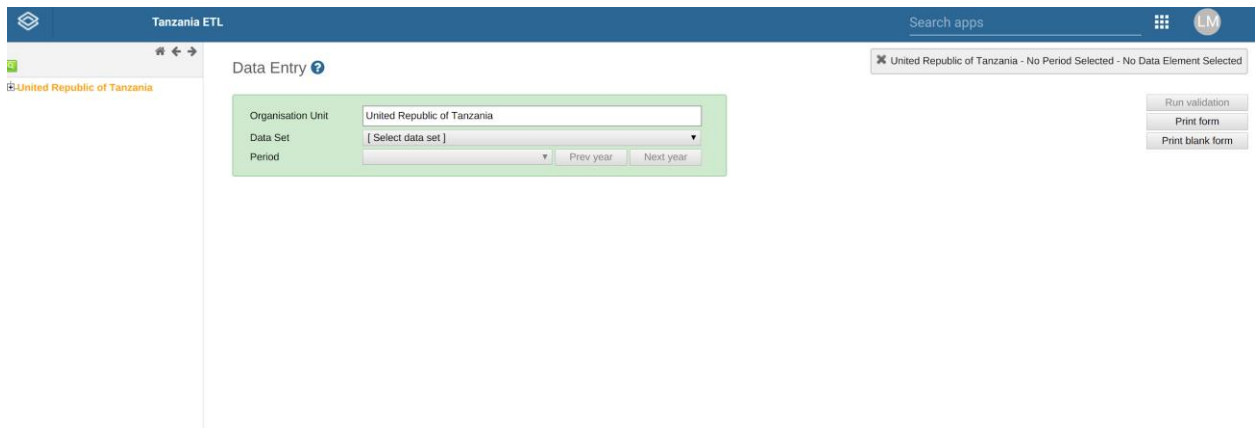 Tanzania ETL
Search apps
LM
United Republic of Tanzania
Data Entry ?
United Republic of Tanzania - No Period Selected - No Data Element Selected
Organisation Unit United Republic of Tanzania
Data Set [ Select data set ]
Period Prev year Next year
Run validation
Print form
Print blank form